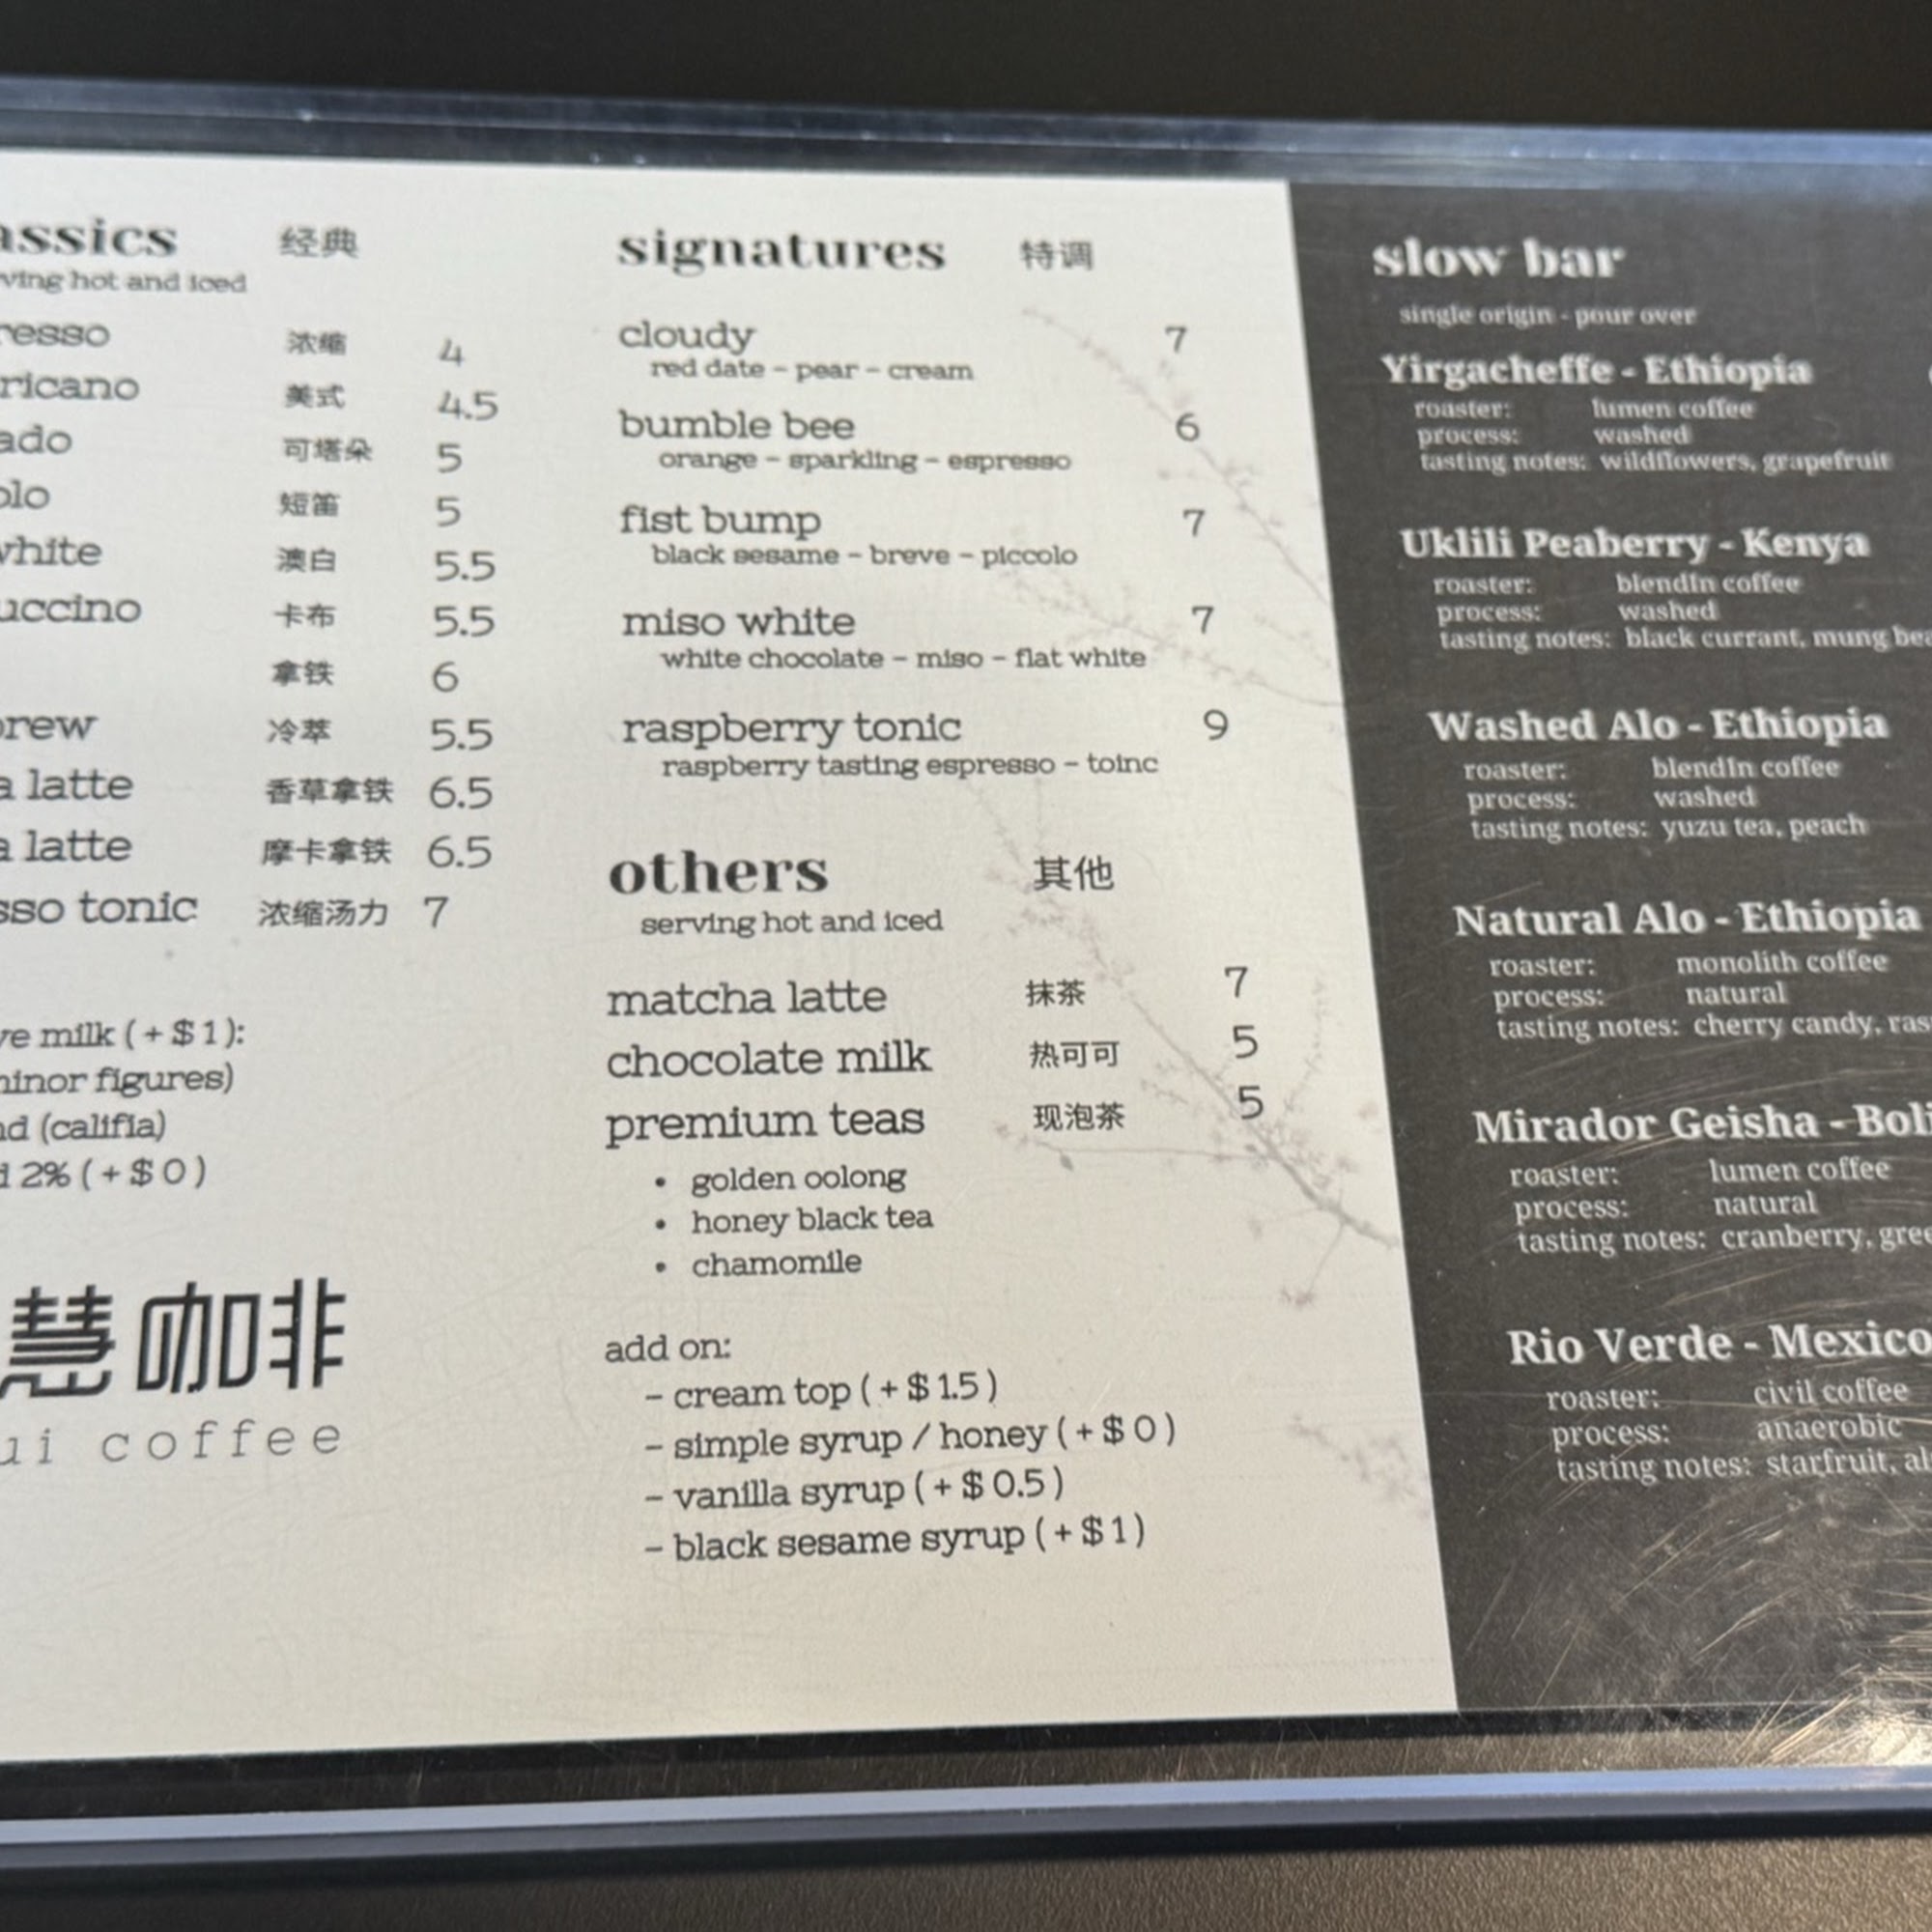 assics 经典
ving hot and iced
resso 浓缩 4
ricano 美式 4.5
ado 可塔朵 5
olo 短笛 5
white 澳白 5.5
uccino 卡布 5.5
拿铁 6
brew 冷萃 5.5
a latte 香草拿铁 6.5
a latte 摩卡拿铁 6.5
sso tonic 浓缩汤力 7
ve milk ( + $ 1 ):
minor figures)
nd (califia)
d 2% ( + $ 0 )
慧咖啡
ui coffee
signatures 特调
cloudy 7
red date - pear - cream
bumble bee 6
orange - sparkling - espresso
fist bump 7
black sesame - breve - piccolo
miso white 7
white chocolate - miso - flat white
raspberry tonic 9
raspberry tasting espresso - toinc
others 其他
serving hot and iced
matcha latte 抹茶 7
chocolate milk 热可可 5
premium teas 现泡茶 5
• golden oolong
• honey black tea
• chamomile
add on:
- cream top ( + $ 1.5 )
- simple syrup / honey ( + $ 0 )
- vanilla syrup ( + $ 0.5 )
- black sesame syrup ( + $ 1 )
slow bar
single origin - pour over
Yirgacheffe - Ethiopia
roaster: lumen coffee
process: washed
tasting notes: wildflowers, grapefruit
Uklili Peaberry - Kenya
roaster: blendIn coffee
process: washed
tasting notes: black currant, mung bea
Washed Alo - Ethiopia
roaster: blendIn coffee
process: washed
tasting notes: yuzu tea, peach
Natural Alo - Ethiopia
roaster: monolith coffee
process: natural
tasting notes: cherry candy, ras
Mirador Geisha - Boli
roaster: lumen coffee
process: natural
tasting notes: cranberry, gree
Rio Verde - Mexico
roaster: civil coffee
process: anaerobic
tasting notes: starfruit, al